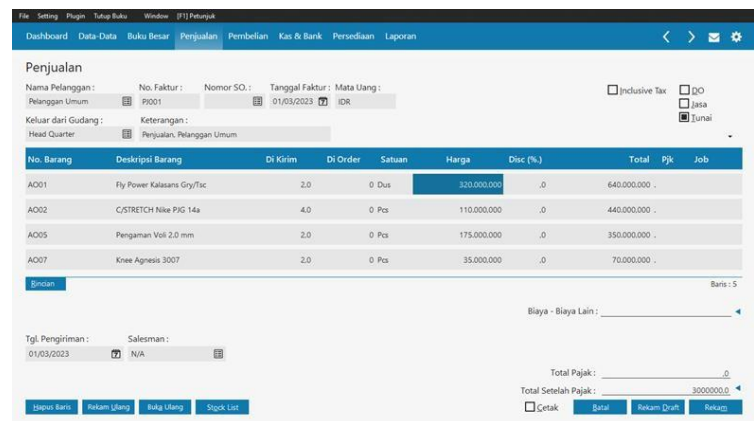 File Setting Plugin Tutup Buku Window [F1] Petunjuk
Dashboard Data-Data Buku Besar Penjualan Pembelian Kas & Bank Persediaan Laporan
Penjualan
Nama Pelanggan : No. Faktur : Nomor SO. : Tanggal Faktur : Mata Uang :
Pelanggan Umum PJ001 01/03/2023 IDR
Inclusive Tax DO
Jasa
Tunai
Keluar dari Gudang : Keterangan :
Head Quarter Penjualan, Pelanggan Umum
No. Barang Deskripsi Barang Di Kirim Di Order Satuan Harga Disc (%.) Total Pjk Job
AO01 Fly Power Kalasans Gry/Tsc 2.0 0 Dus 320.000.000 .0 640.000.000 .
AO02 C/STRETCH Nike PJG 14a 4.0 0 Pcs 110.000.000 .0 440.000.000 .
AO05 Pengaman Voli 2.0 mm 2.0 0 Pcs 175.000.000 .0 350.000.000 .
AO07 Knee Agnesis 3007 2.0 0 Pcs 35.000.000 .0 70.000.000 .
Rincian Baris : 5
Biaya - Biaya Lain :
Tgl. Pengiriman : Salesman :
01/03/2023 N/A
Total Pajak : .0
Total Setelah Pajak : 3000000.0
Hapus Baris Rekam Ulang Buka Ulang Stock List Cetak Batal Rekam Draft Rekam